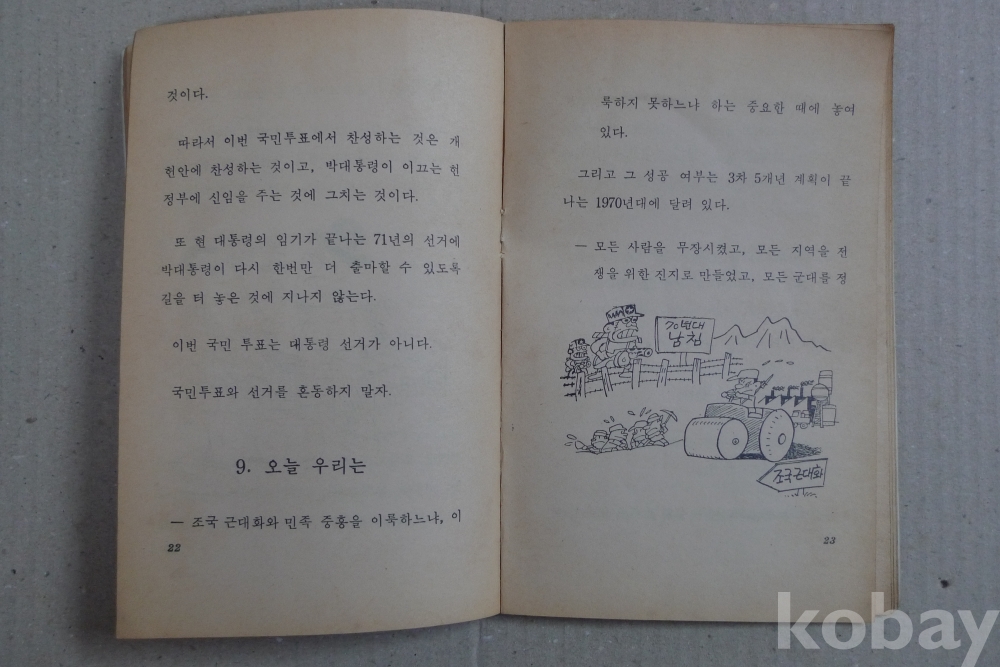 것이다.
따라서 이번 국민투표에서 찬성하는 것은 개
헌안에 찬성하는 것이고, 박대통령이 이끄는 현
정부에 신임을 주는 것에 그치는 것이다.
또 현 대통령의 임기가 끝나는 71년의 선거에
박대통령이 다시 한번만 더 출마할 수 있도록
길을 터 놓은 것에 지나지 않는다.
이번 국민 투표는 대통령 선거가 아니다.
국민투표와 선거를 혼동하지 말자.
9. 오늘 우리는
— 조국 근대화와 민족 중흥을 이룩하느냐, 이
22
룩하지 못하느냐 하는 중요한 때에 놓여
있다.
그리고 그 성공 여부는 3차 5개년 계획이 끝
나는 1970년대에 달려 있다.
— 모든 사람을 무장시켰고, 모든 지역을 전
쟁을 위한 진지로 만들었고, 모든 군대를 정
70년대
남침
조국근대화
23
kobay